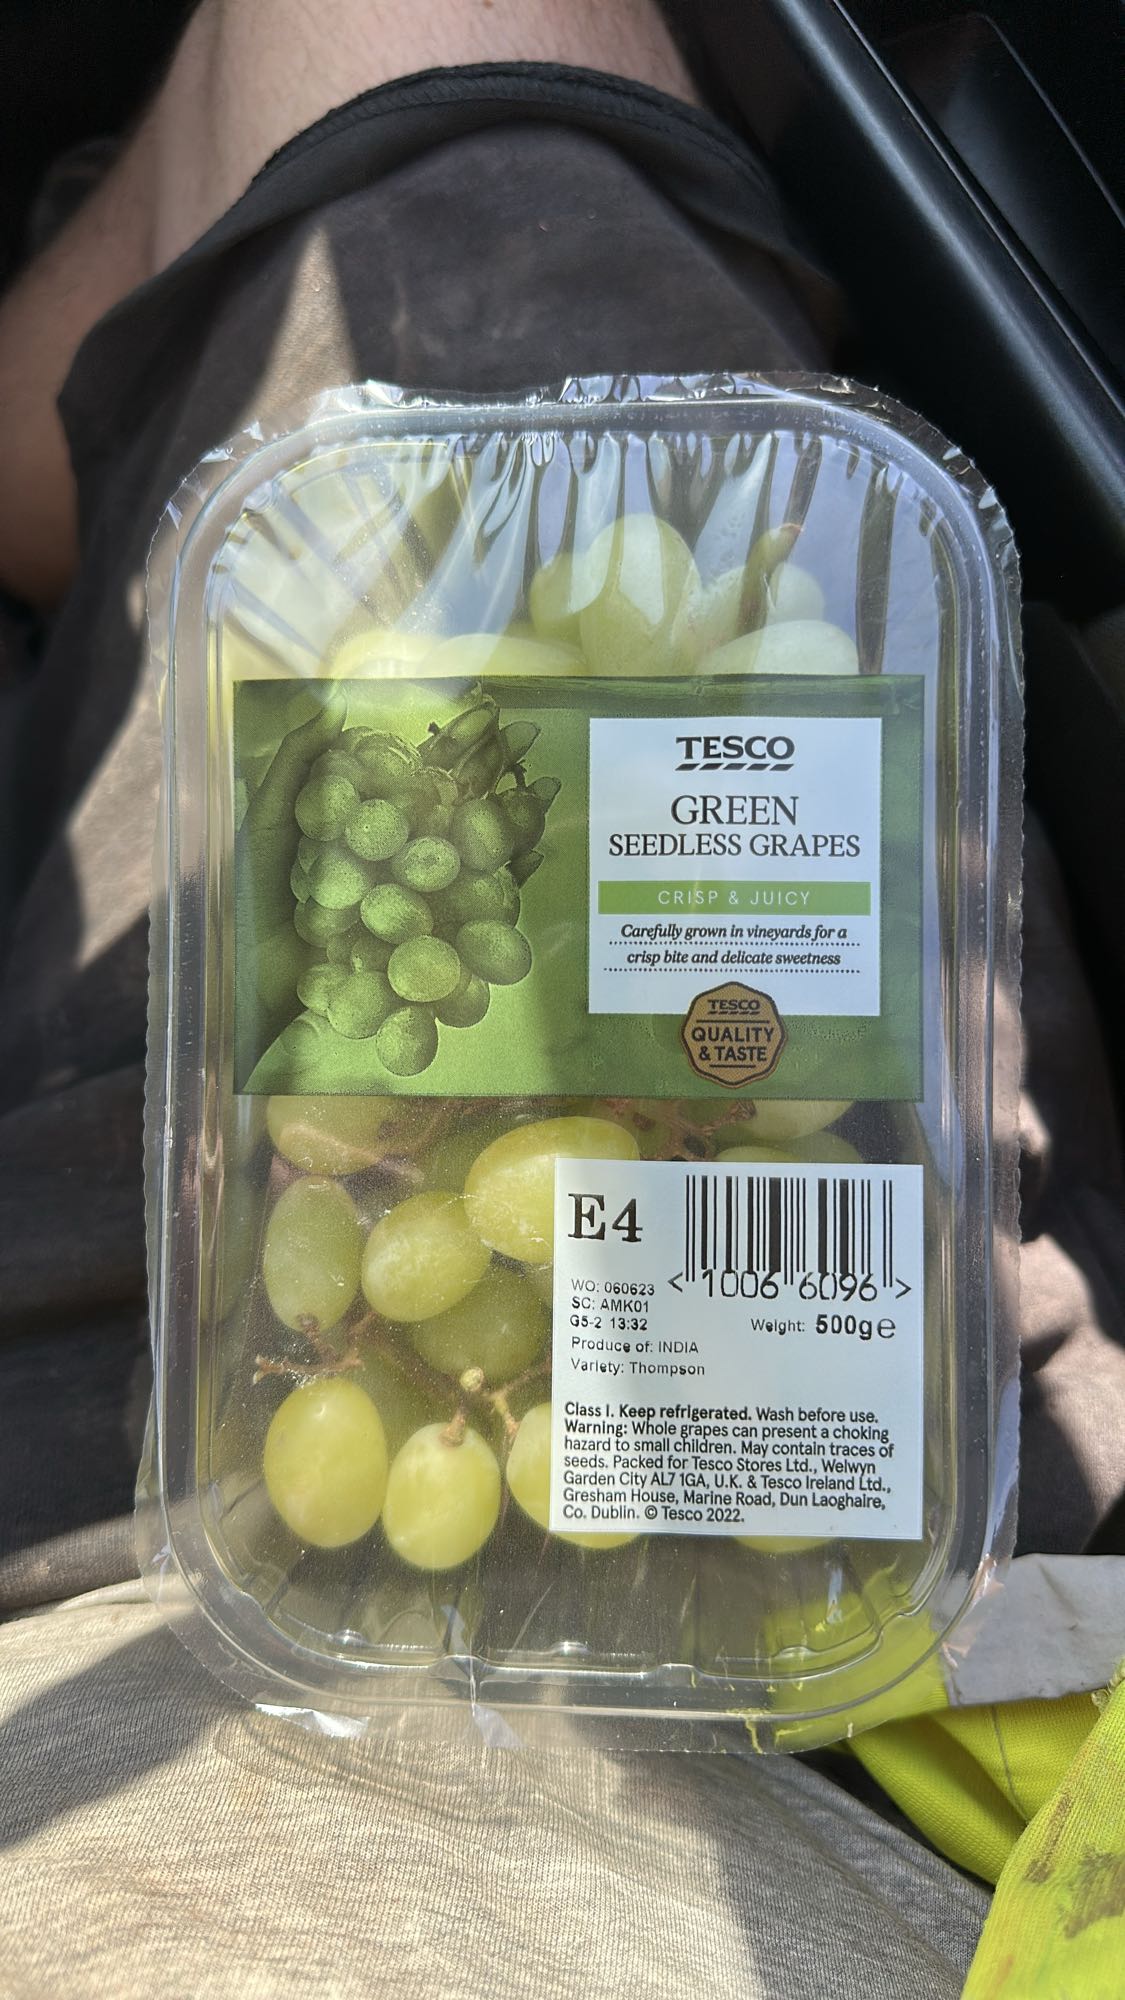 TESCO
GREEN
SEEDLESS GRAPES
CRISP & JUICY
Carefully grown in vineyards for a
crisp bite and delicate sweetness
TESCO
QUALITY
& TASTE
E4
<1006 6096>
WO: 060623
SC: AMK01
G5-2 13:32
Weight: 500g℮
Produce of: INDIA
Variety: Thompson
Class I. Keep refrigerated. Wash before use.
Warning: Whole grapes can present a choking
hazard to small children. May contain traces of
seeds. Packed for Tesco Stores Ltd., Welwyn
Garden City AL7 1GA, U.K. & Tesco Ireland Ltd.,
Gresham House, Marine Road, Dun Laoghaire,
Co. Dublin. © Tesco 2022.